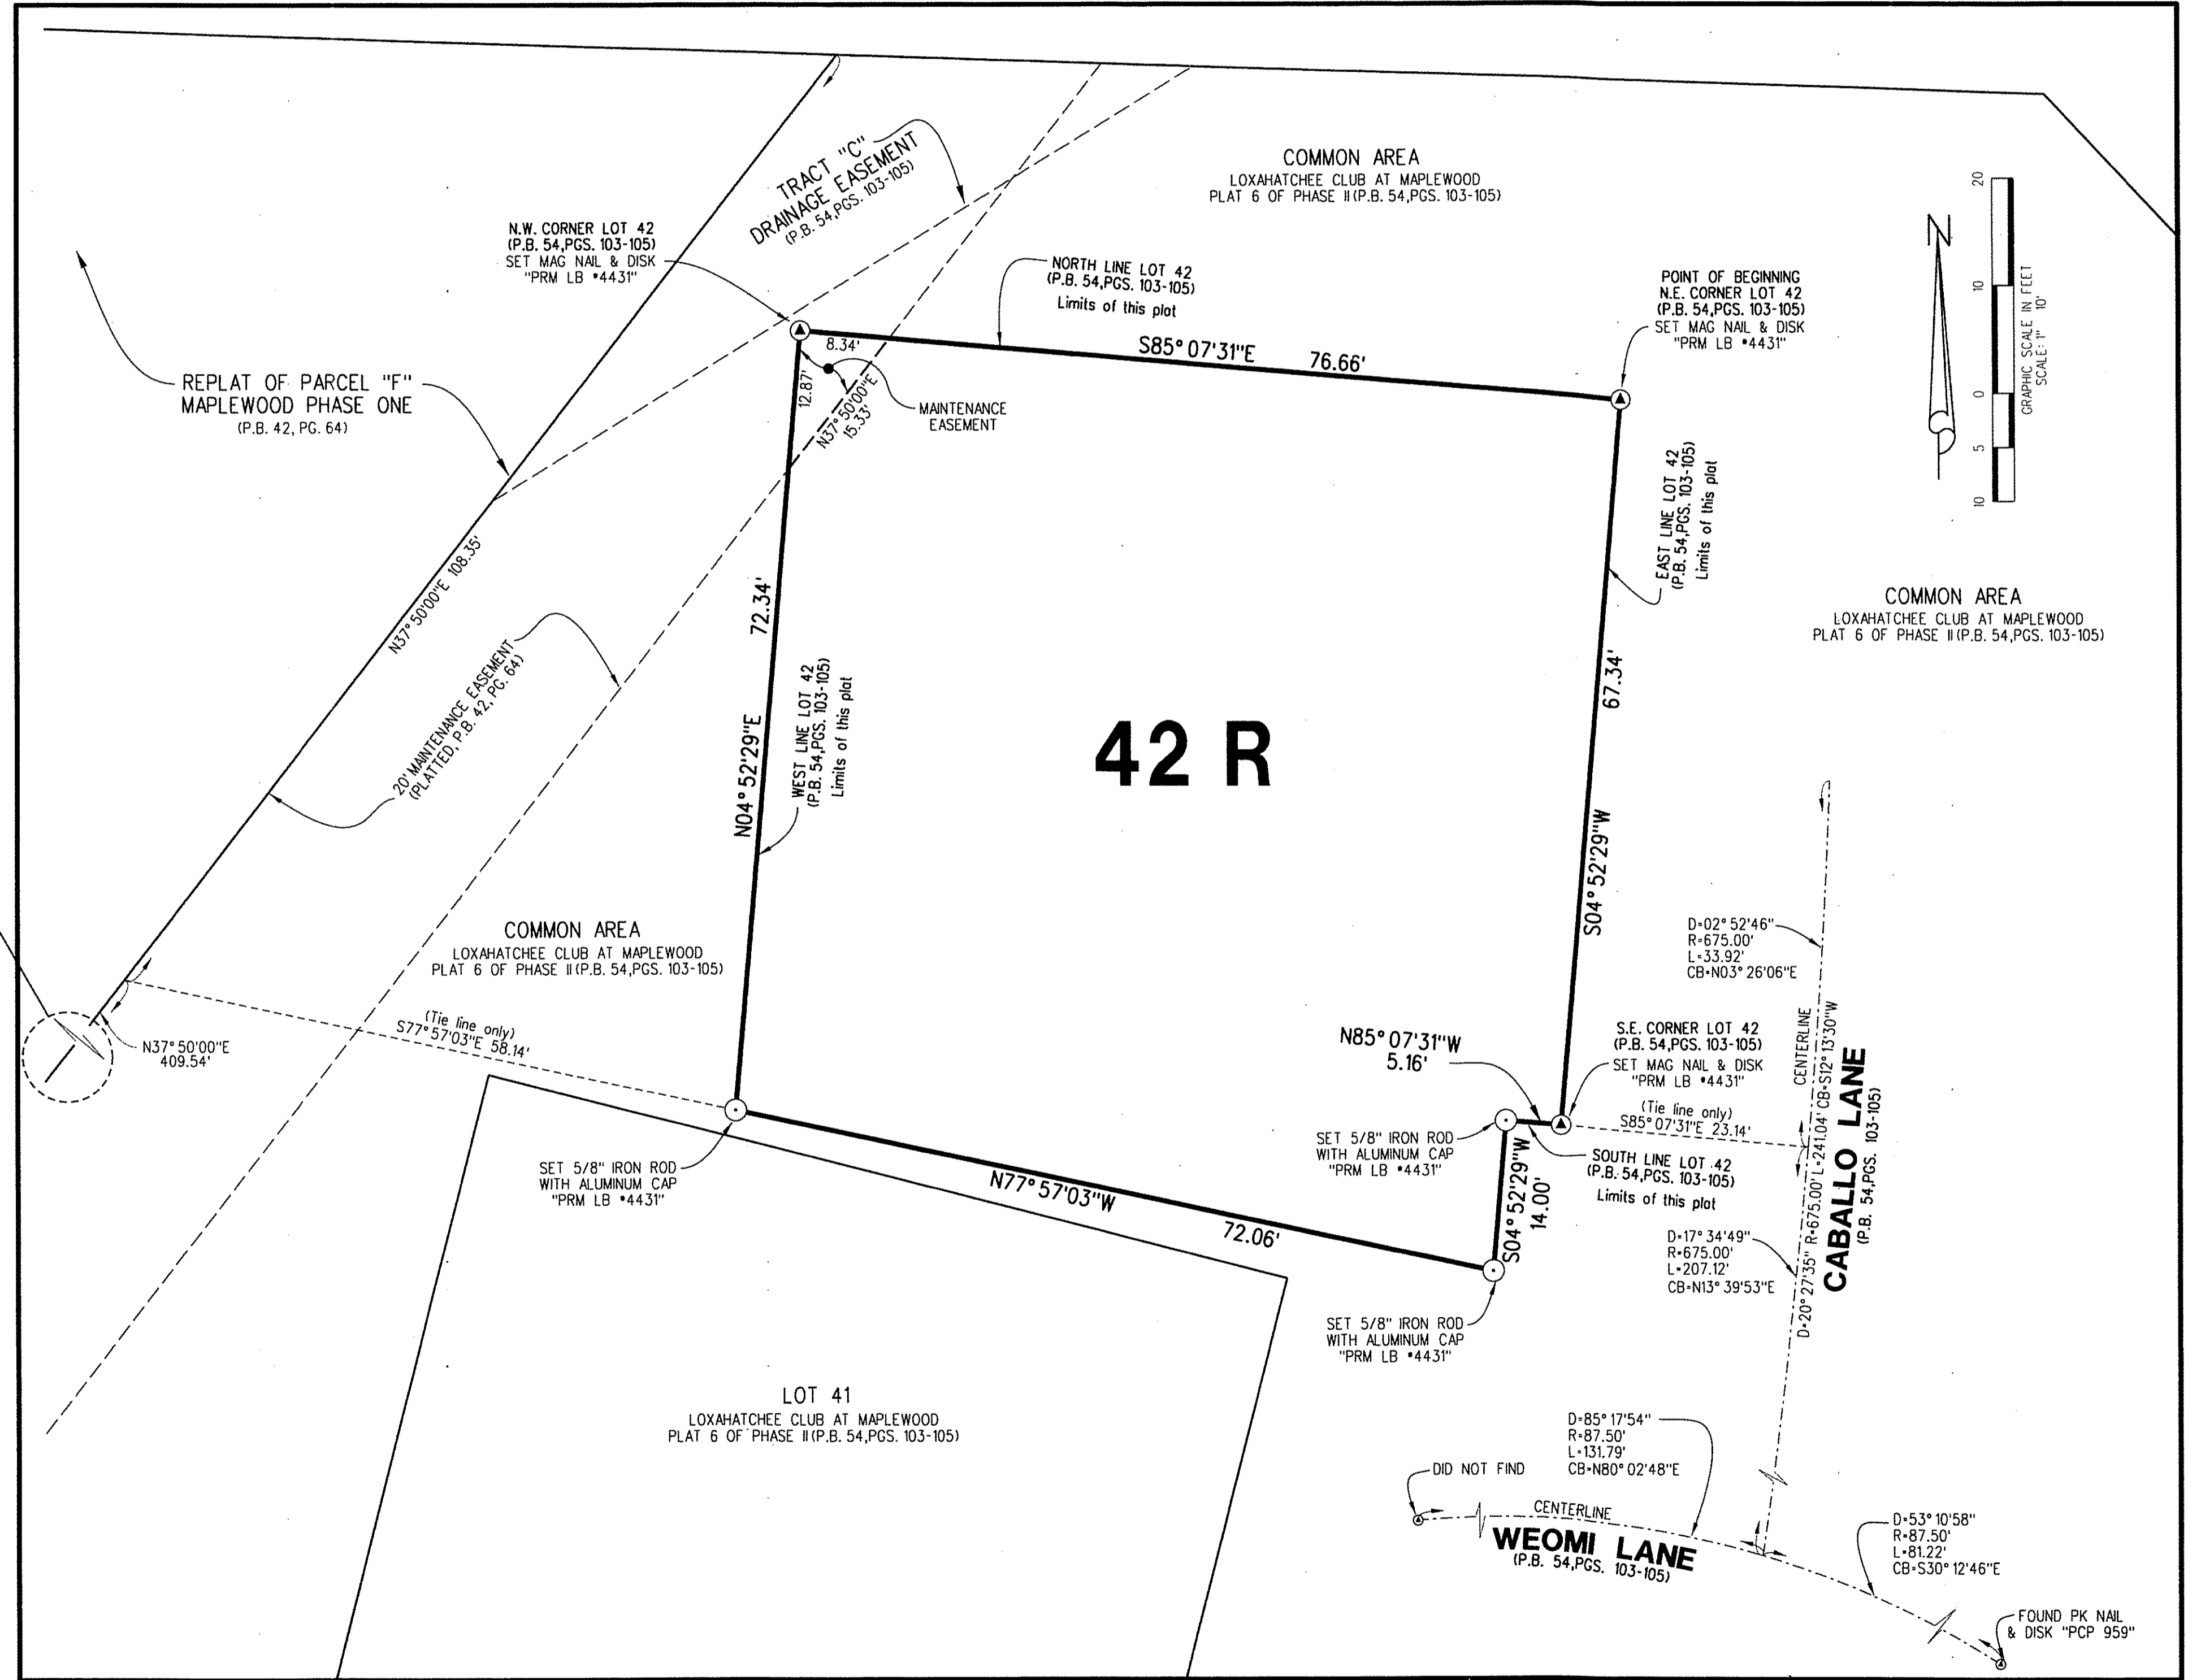 TRACT "C"
DRAINAGE EASEMENT
(P.B. 54,PGS. 103-105)
COMMON AREA
LOXAHATCHEE CLUB AT MAPLEWOOD
PLAT 6 OF PHASE II (P.B. 54,PGS. 103-105)
N.W. CORNER LOT 42
(P.B. 54,PGS. 103-105)
SET MAG NAIL & DISK
"PRM LB #4431"
NORTH LINE LOT 42
(P.B. 54,PGS. 103-105)
Limits of this plat
POINT OF BEGINNING
N.E. CORNER LOT 42
(P.B. 54,PGS. 103-105)
SET MAG NAIL & DISK
"PRM LB #4431"
N
20
10
0
5
10
GRAPHIC SCALE IN FEET
SCALE: 1" 10'
REPLAT OF PARCEL "F"
MAPLEWOOD PHASE ONE
(P.B. 42, PG. 64)
8.34'
12.87'
N37°50'00"E
15.33'
MAINTENANCE
EASEMENT
S85°07'31"E 76.66'
EAST LINE LOT 42
(P.B. 54,PGS. 103-105)
Limits of this plat
N37°50'00"E 108.35'
20' MAINTENANCE EASEMENT
(PLATTED, P.B. 42, PG. 64)
N04°52'29"E 72.34'
WEST LINE LOT 42
(P.B. 54,PGS. 103-105)
Limits of this plat
42 R
S04°52'29"W 67.34'
COMMON AREA
LOXAHATCHEE CLUB AT MAPLEWOOD
PLAT 6 OF PHASE II (P.B. 54,PGS. 103-105)
COMMON AREA
LOXAHATCHEE CLUB AT MAPLEWOOD
PLAT 6 OF PHASE II (P.B. 54,PGS. 103-105)
D=02°52'46"
R=675.00'
L=33.92'
CB=N03°26'06"E
N37°50'00"E
409.54'
(Tie line only)
S77°57'03"E 58.14'
N85°07'31"W
5.16'
S.E. CORNER LOT 42
(P.B. 54,PGS. 103-105)
SET MAG NAIL & DISK
"PRM LB #4431"
(Tie line only)
S85°07'31"E 23.14'
CENTERLINE
D=20°27'35" R=675.00' L=241.04' CB=S12°13'30"W
CABALLO LANE
(P.B. 54,PGS. 103-105)
SET 5/8" IRON ROD
WITH ALUMINUM CAP
"PRM LB #4431"
SET 5/8" IRON ROD
WITH ALUMINUM CAP
"PRM LB #4431"
S04°52'29"W
14.00'
SOUTH LINE LOT 42
(P.B. 54,PGS. 103-105)
Limits of this plat
N77°57'03"W 72.06'
D=17°34'49"
R=675.00'
L=207.12'
CB=N13°39'53"E
SET 5/8" IRON ROD
WITH ALUMINUM CAP
"PRM LB #4431"
LOT 41
LOXAHATCHEE CLUB AT MAPLEWOOD
PLAT 6 OF PHASE II (P.B. 54,PGS. 103-105)
D=85°17'54"
R=87.50'
L=131.79'
CB=N80°02'48"E
DID NOT FIND
CENTERLINE
WEOMI LANE
(P.B. 54,PGS. 103-105)
D=53°10'58"
R=87.50'
L=81.22'
CB=S30°12'46"E
FOUND PK NAIL
& DISK "PCP 959"